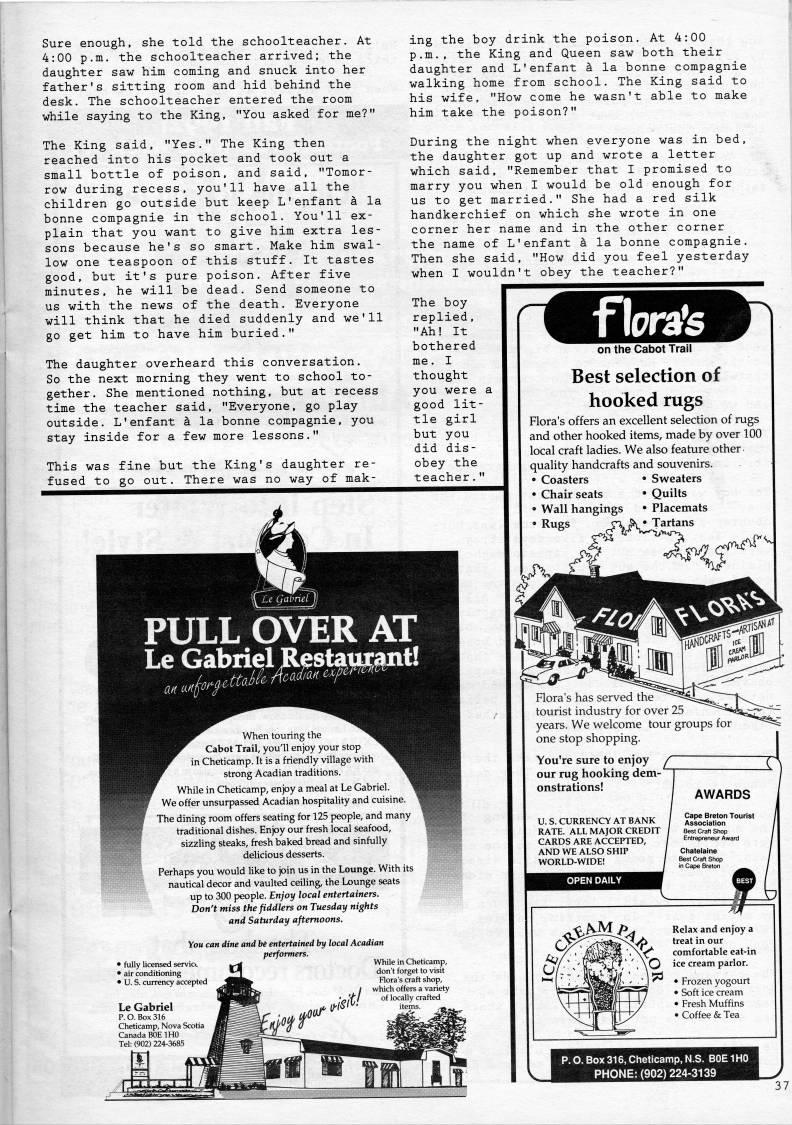 Sure enough, she told the schoolteacher. At
4:00 p.m. the schoolteacher arrived; the
daughter saw him coming and snuck into her
father's sitting room and hid behind the
desk. The schoolteacher entered the room
while saying to the King, "You asked for me?"
The King said, "Yes." The King then
reached into his pocket and took out a
small bottle of poison, and said, "Tomor-
row during recess, you'll have all the
children go outside but keep L'enfant à la
bonne compagnie in the school. You'll ex-
plain that you want to give him extra les-
sons because he's so smart. Make him swal-
low one teaspoon of this stuff. It tastes
good, but it's pure poison. After five
minutes, he will be dead. Send someone to
us with the news of the death. Everyone
will think that he died suddenly and we'll
go get him to have him buried."
The daughter overheard this conversation.
So the next morning they went to school to-
gether. She mentioned nothing, but at recess
time the teacher said, "Everyone, go play
outside. L'enfant à la bonne compagnie, you
stay inside for a few more lessons."
This was fine but the King's daughter re-
fused to go out. There was no way of mak-
ing the boy drink the poison. At 4:00
p.m., the King and Queen saw both their
daughter and L'enfant à la bonne compagnie
walking home from school. The King said to
his wife, "How come he wasn't able to make
him take the poison?"
During the night when everyone was in bed,
the daughter got up and wrote a letter
which said, "Remember that I promised to
marry you when I would be old enough for
us to get married." She had a red silk
handkerchief on which she wrote in one
corner her name and in the other corner
the name of L'enfant à la bonne compagnie.
Then she said, "How did you feel yesterday
when I wouldn't obey the teacher?"
The boy
replied,
"Ah! It
bothered
me. I
thought
you were a
good lit-
tle girl
but you
did dis-
obey the
teacher."
Le Gabriel
PULL OVER AT
Le Gabriel Restaurant!
an unforgettable Acadian experience
When touring the
Cabot Trail, you'll enjoy your stop
in Cheticamp. It is a friendly village with
strong Acadian traditions.
While in Cheticamp, enjoy a meal at Le Gabriel.
We offer unsurpassed Acadian hospitality and cuisine.
The dining room offers seating for 125 people, and many
traditional dishes. Enjoy our fresh local seafood,
sizzling steaks, fresh baked bread and sinfully
delicious desserts.
Perhaps you would like to join us in the Lounge. With its
nautical decor and vaulted ceiling, the Lounge seats
up to 300 people. Enjoy local entertainers.
Don't miss the fiddlers on Tuesday nights
and Saturday afternoons.
You can dine and be entertained by local Acadian
performers.
• fully licensed servic
• air conditioning
• U. S. currency accepted
Le Gabriel
P. O. Box 316
Cheticamp, Nova Scotia
Canada B0E 1H0
Tel: (902) 224-3685
Enjoy your visit!
While in Cheticamp,
don't forget to visit
Flora's craft shop,
which offers a variety
of locally crafted
items.
Flora's
on the Cabot Trail
Best selection of
hooked rugs
Flora's offers an excellent selection of rugs
and other hooked items, made by over 100
local craft ladies. We also feature other
quality handcrafts and souvenirs.
• Coasters
• Chair seats
• Wall hangings
• Rugs
• Sweaters
• Quilts
• Placemats
• Tartans
FLO
FLORA'S
HANDCRAFTS ARTISANAT
ICE
CREAM
PARLOR
Flora's has served the
tourist industry for over 25
years. We welcome tour groups for
one stop shopping.
You're sure to enjoy
our rug hooking dem-
onstrations!
U. S. CURRENCY AT BANK
RATE. ALL MAJOR CREDIT
CARDS ARE ACCEPTED,
AND WE ALSO SHIP
WORLD-WIDE!
OPEN DAILY
AWARDS
Cape Breton Tourist
Association
Best Craft Shop
Entrepreneur Award
Chatelaine
Best Craft Shop
in Cape Breton
BEST
ICE CREAM PARLOR
Relax and enjoy a
treat in our
comfortable eat-in
ice cream parlor.
• Frozen yogourt
• Soft ice cream
• Fresh Muffins
• Coffee & Tea
P. O. Box 316, Cheticamp, N.S. B0E 1H0
PHONE: (902) 224-3139
37